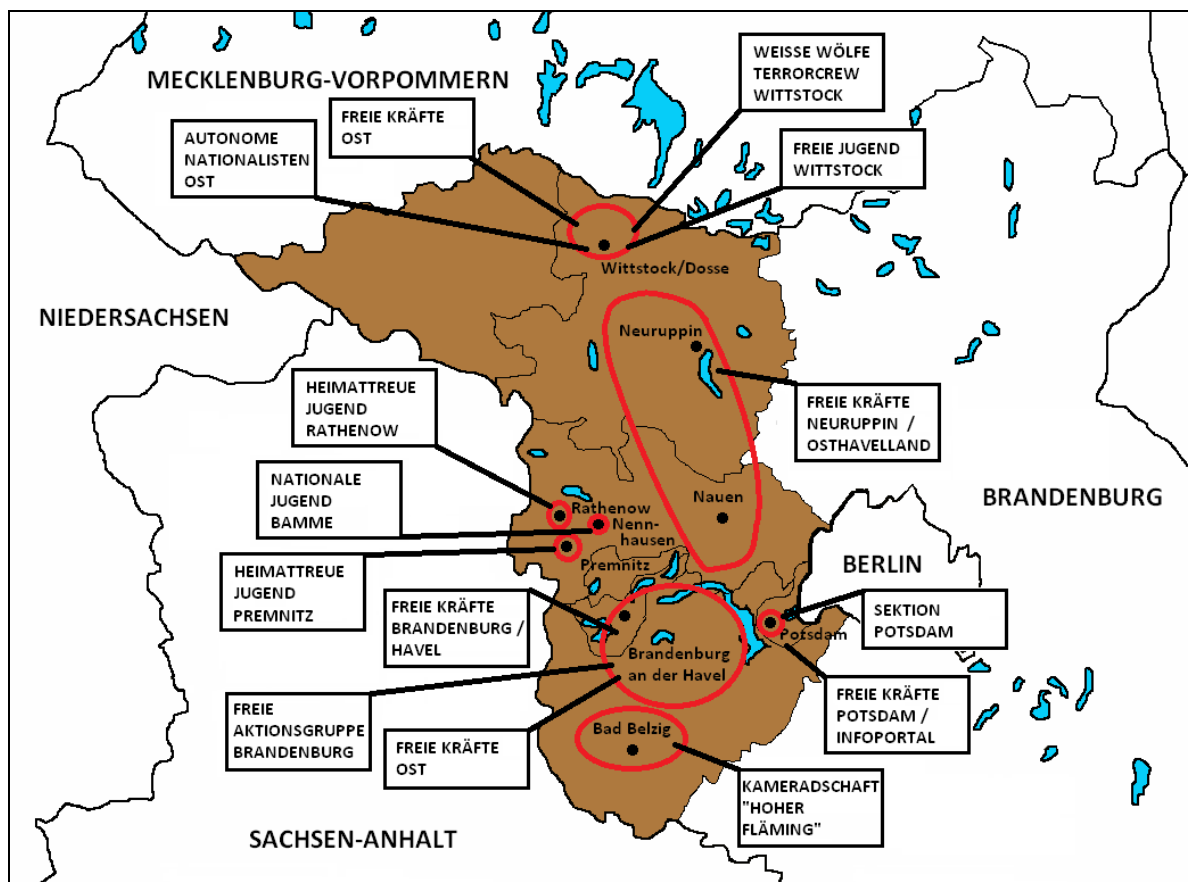 MECKLENBURG-VORPOMMERN
WEISSE WÖLFE
TERRORCREW
WITTSTOCK
FREIE KRÄFTE
OST
AUTONOME
NATIONALISTEN
OST
FREIE JUGEND
WITTSTOCK
Wittstock/Dosse
NIEDERSACHSEN
Neuruppin
HEIMATTREUE
JUGEND
RATHENOW
FREIE KRÄFTE
NEURUPPIN /
OSTHAVELLAND
NATIONALE
JUGEND
BAMME
Nauen
BRANDENBURG
Rathenow
Nenn-
hausen
Premnitz
BERLIN
HEIMATTREUE
JUGEND
PREMNITZ
FREIE KRÄFTE
BRANDENBURG /
HAVEL
SEKTION
POTSDAM
Potsdam
Brandenburg
an der Havel
FREIE KRÄFTE
POTSDAM /
INFOPORTAL
FREIE
AKTIONSGRUPPE
BRANDENBURG
FREIE KRÄFTE
OST
Bad Belzig
KAMERADSCHAFT
"HOHER
FLÄMING"
SACHSEN-ANHALT